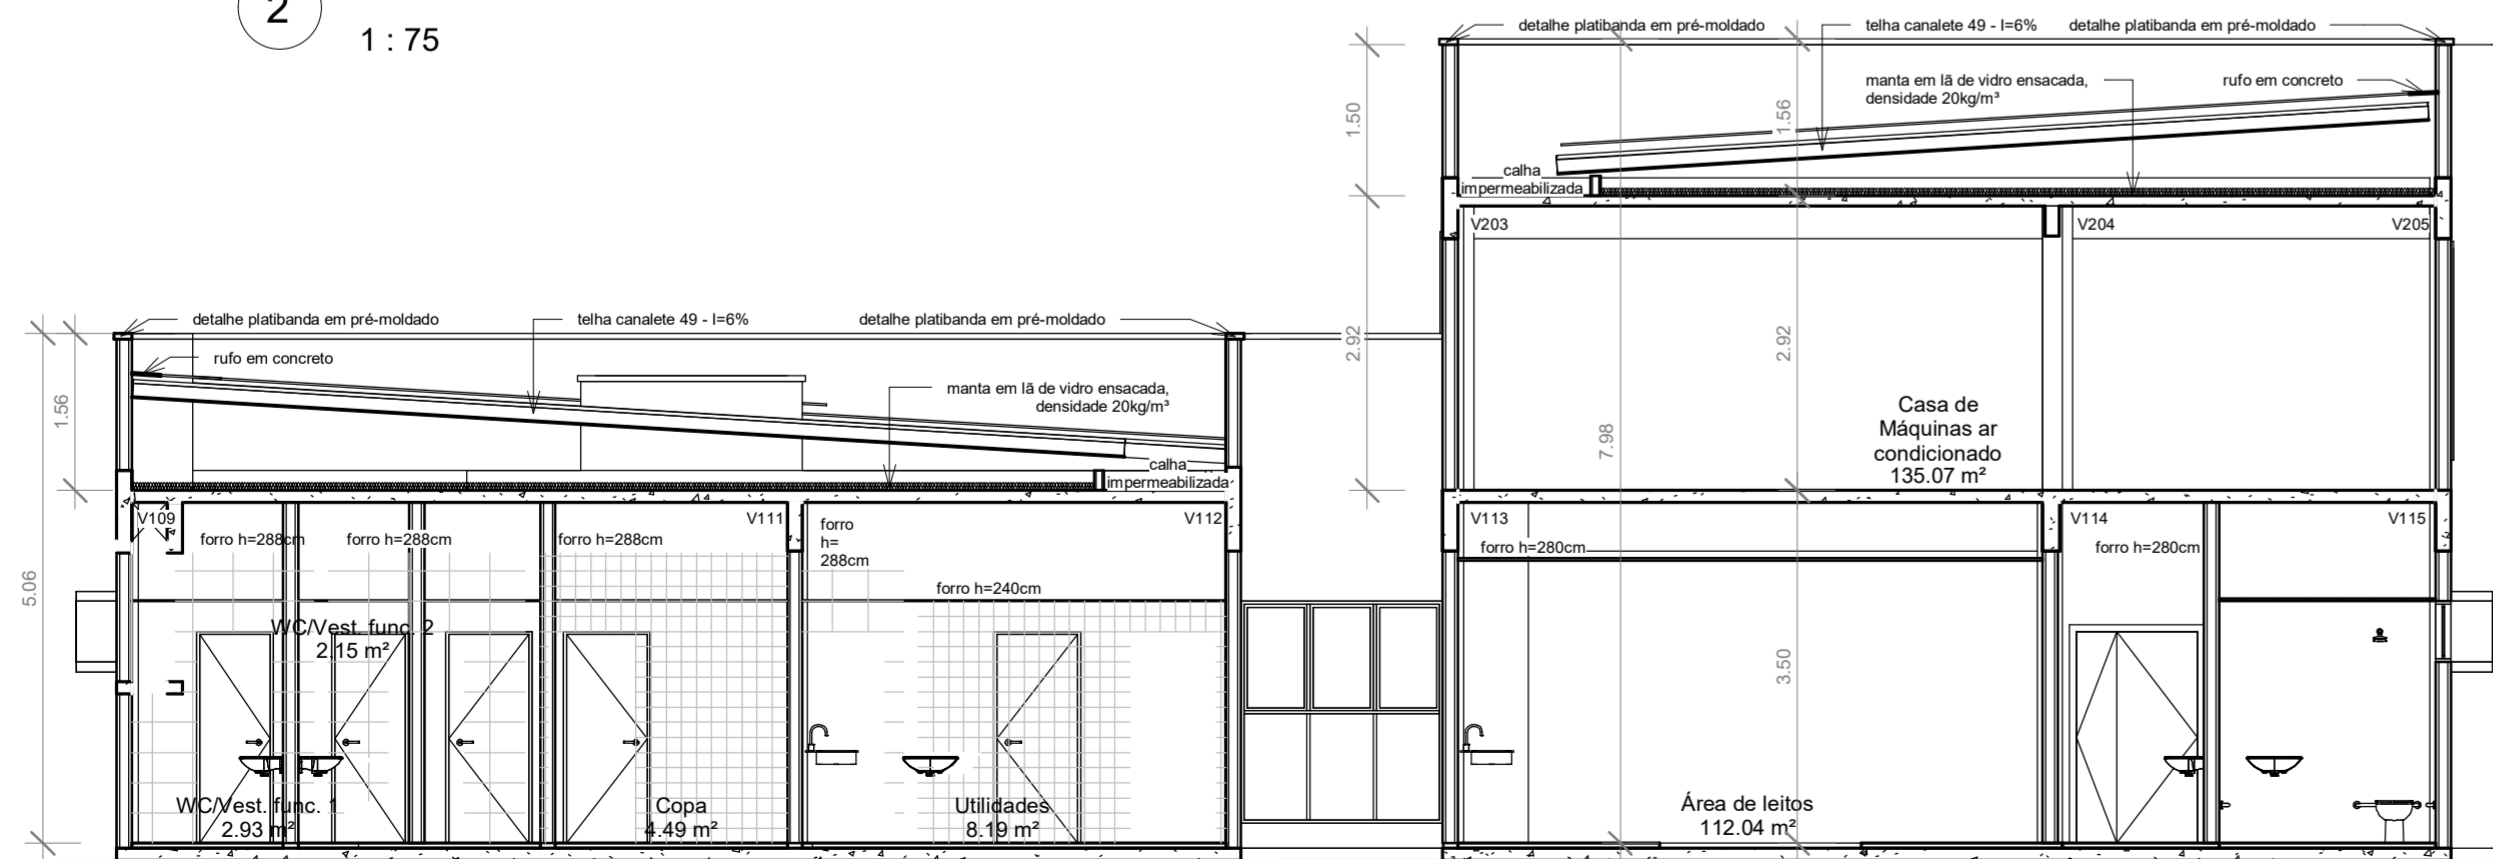 2
1 : 75
detalhe platibanda em pré-moldado
telha canalete 49 - I=6%
detalhe platibanda em pré-moldado
manta em lã de vidro ensacada,
densidade 20kg/m³
rufo em concreto
1.50
1.56
calha
impermeabilizada
V203
V204
V205
detalhe platibanda em pré-moldado
telha canalete 49 - I=6%
detalhe platibanda em pré-moldado
rufo em concreto
manta em lã de vidro ensacada,
densidade 20kg/m³
1.56
2.92
2.92
7.98
Casa de
Máquinas ar
condicionado
135.07 m²
calha
impermeabilizada
V109
V111
V112
V113
V114
V115
forro h=288cm
forro h=288cm
forro h=288cm
forro
h=
288cm
forro h=240cm
forro h=280cm
forro h=280cm
5.06
3.50
WC/Vest. func. 2
2.15 m²
WC/Vest. func. 1
2.93 m²
Copa
4.49 m²
Utilidades
8.19 m²
Área de leitos
112.04 m²